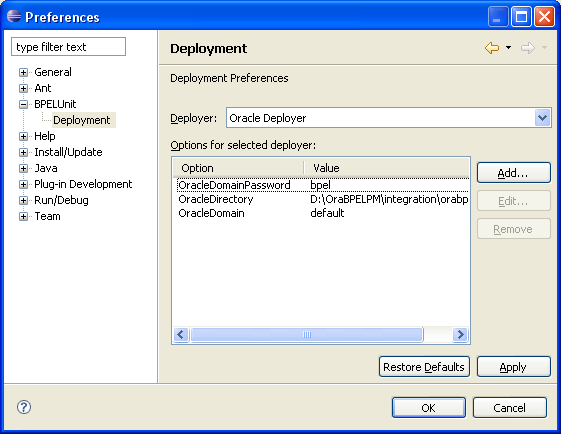 Preferences
type filter text
Deployment
General
Ant
BPELUnit
Deployment
Help
Install/Update
Java
Plug-in Development
Run/Debug
Team
Deployment Preferences
Deployer: Oracle Deployer
Options for selected deployer:
Option Value
OracleDomainPassword bpel
OracleDirectory D:\OraBPELPM\integration\orabp
OracleDomain default
Add...
Edit...
Remove
Restore Defaults Apply
? OK Cancel